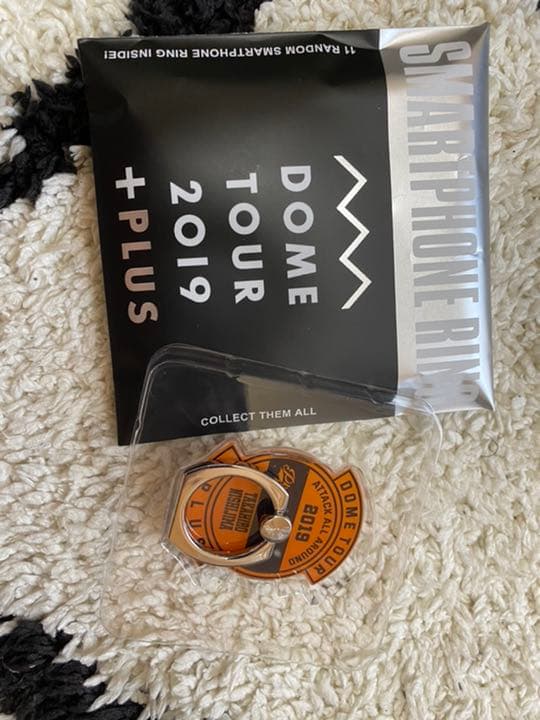 SMARTPHONE RING
DOME
TOUR
2019
+PLUS
COLLECT THEM ALL
11 RANDOM SMARTPHONE RING INSIDE!
DOME TOUR
ATTACK ALL AROUND
2019
TAKAHIRO
NISHIJIMA
PLUS